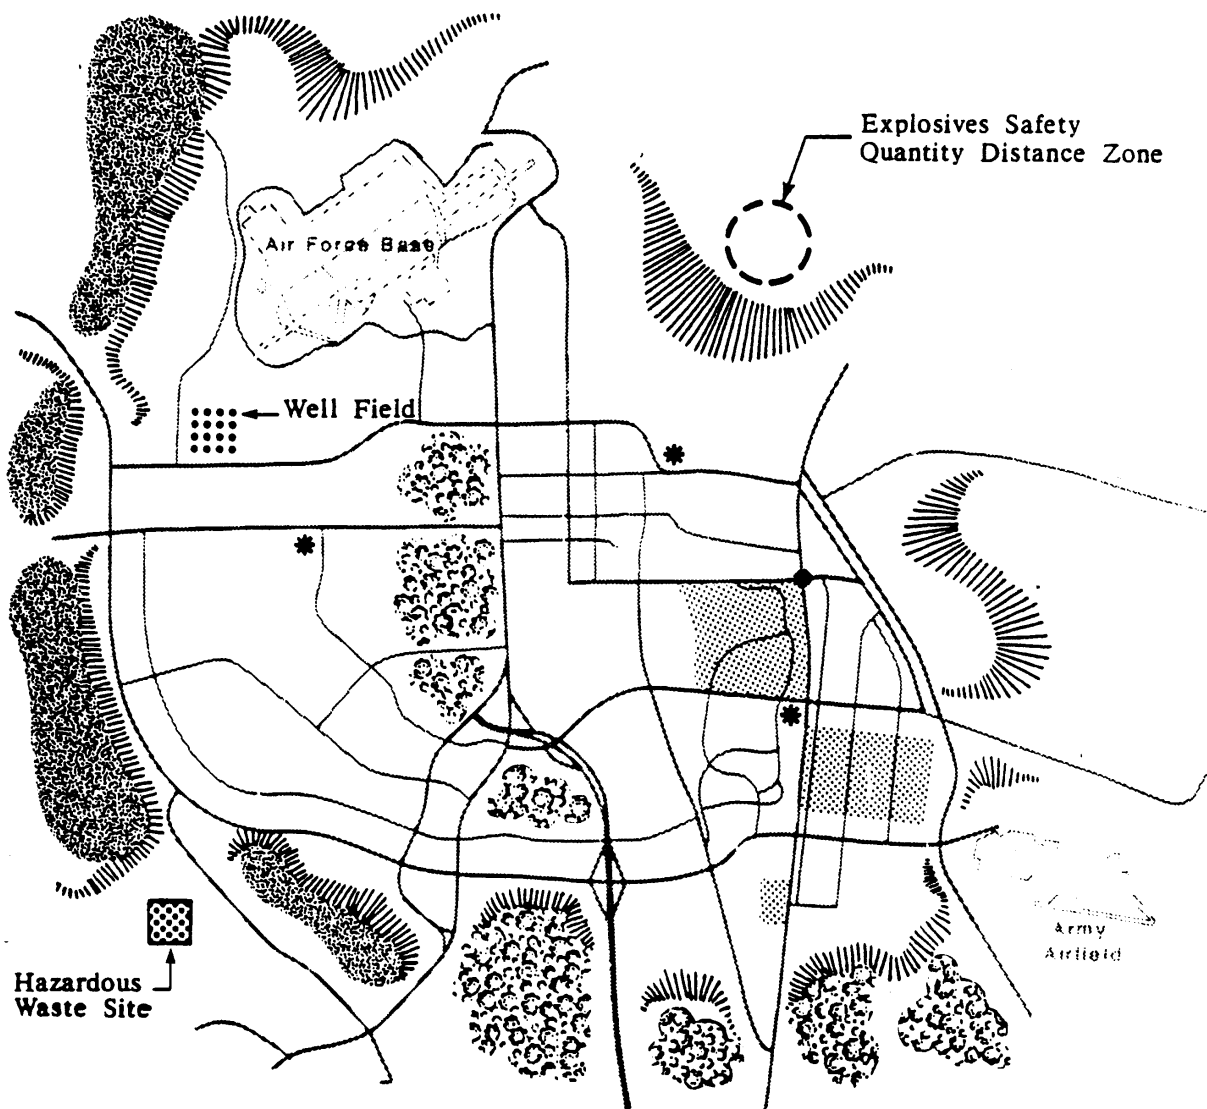 Explosives Safety
Quantity Distance Zone
Air Force Base
Well Field
Army
Airfield
Hazardous
Waste Site